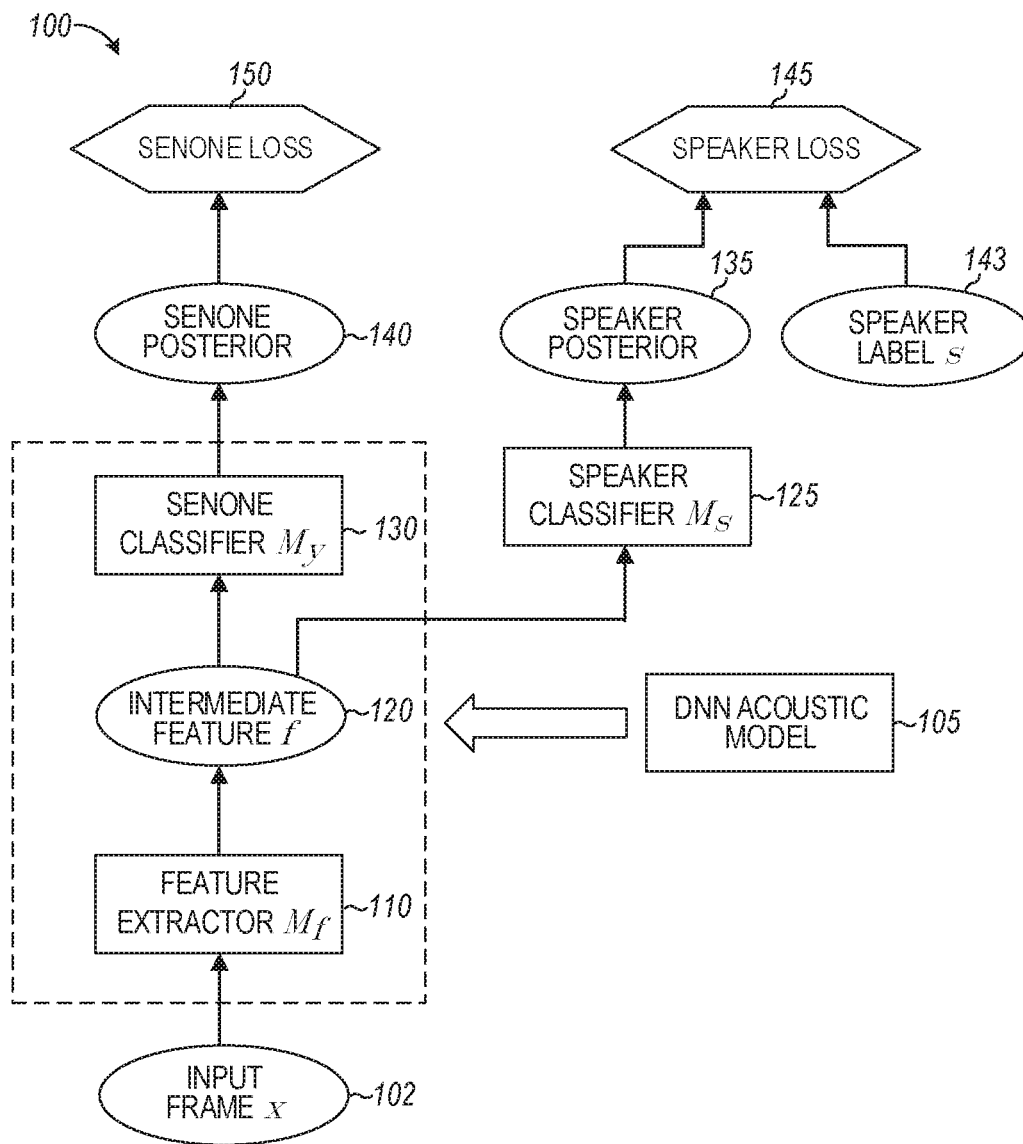 100
150
SENONE LOSS
145
SPEAKER LOSS
SENONE
POSTERIOR
140
135
SPEAKER
POSTERIOR
143
SPEAKER
LABEL s
SENONE
CLASSIFIER My
130
SPEAKER
CLASSIFIER MS
125
INTERMEDIATE
FEATURE f
120
DNN ACOUSTIC
MODEL
105
FEATURE
EXTRACTOR Mf
110
INPUT
FRAME x
102